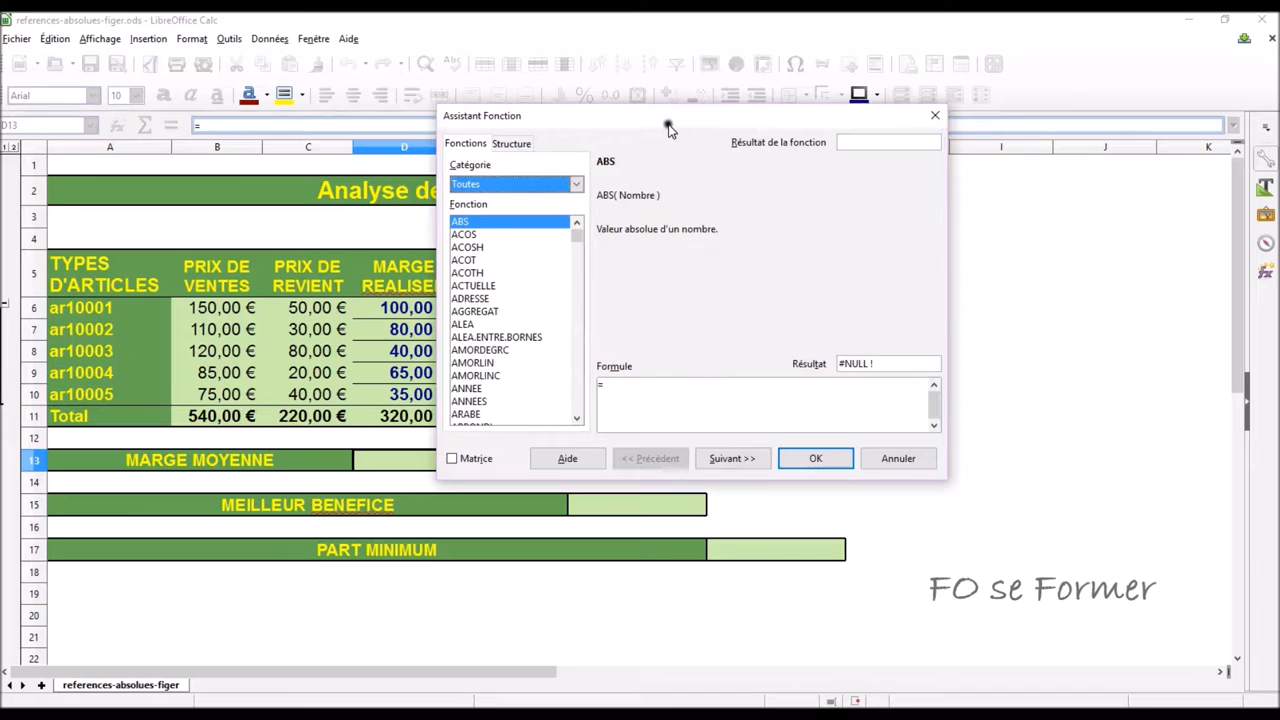 references-absolues-figer.ods - LibreOffice Calc
Fichier Édition Affichage Insertion Format Outils Données Fenêtre Aide
Arial 10
D13 =
Assistant Fonction
Fonctions Structure
Résultat de la fonction
Catégorie
Toutes
Fonction
ABS
ACOS
ACOSH
ACOT
ACOTH
ACTUELLE
ADRESSE
AGGREGAT
ALEA
ALEA.ENTRE.BORNES
AMORDEGRC
AMORLIN
AMORLINC
ANNEE
ANNEES
ARABE
ABS
ABS( Nombre )
Valeur absolue d'un nombre.
Formule
Résultat #NULL !
=
Matrice Aide << Précédent Suivant >> OK Annuler
1 2
A B C D I J K
1
2 Analyse de
3
4
5 TYPES D'ARTICLES PRIX DE VENTES PRIX DE REVIENT MARGE REALISE
6 ar10001 150,00 € 50,00 € 100,00
7 ar10002 110,00 € 30,00 € 80,00
8 ar10003 120,00 € 80,00 € 40,00
9 ar10004 85,00 € 20,00 € 65,00
10 ar10005 75,00 € 40,00 € 35,00
11 Total 540,00 € 220,00 € 320,00
12
13 MARGE MOYENNE
14
15 MEILLEUR BENEFICE
16
17 PART MINIMUM
18
19
20
21
22
FO se Former
references-absolues-figer